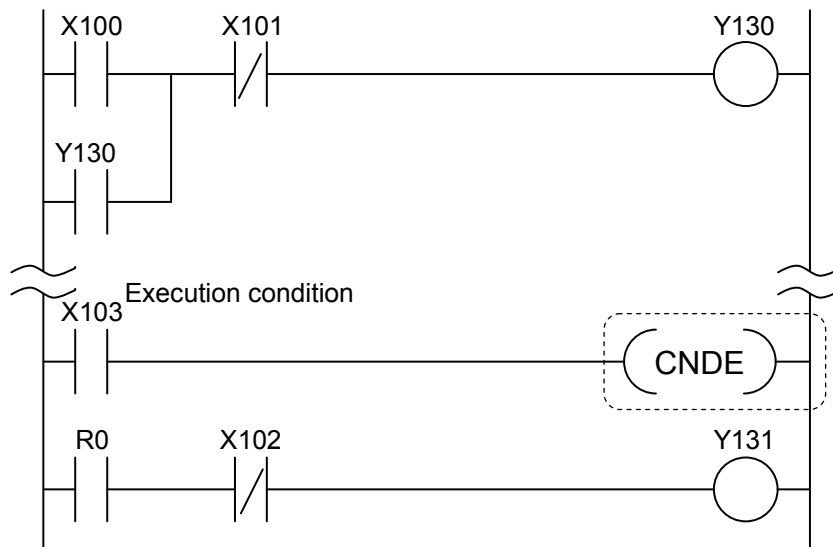 X100 X101 Y130
Y130
Execution condition
X103
CNDE
R0 X102 Y131